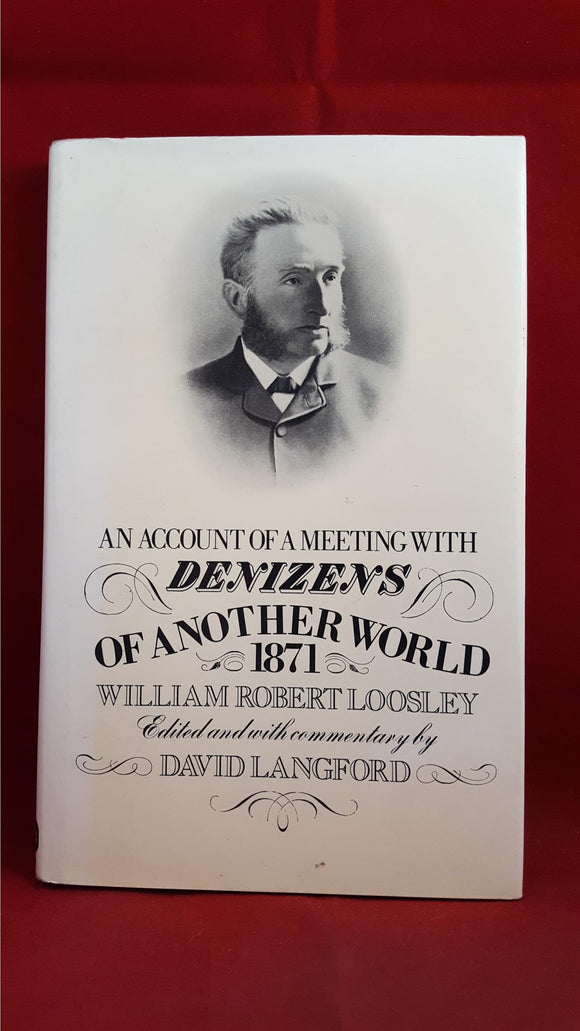 AN ACCOUNT OF A MEETING WITH
DENIZENS
OF ANOTHER WORLD
1871
WILLIAM ROBERT LOOSLEY
Edited and with commentary by
DAVID LANGFORD